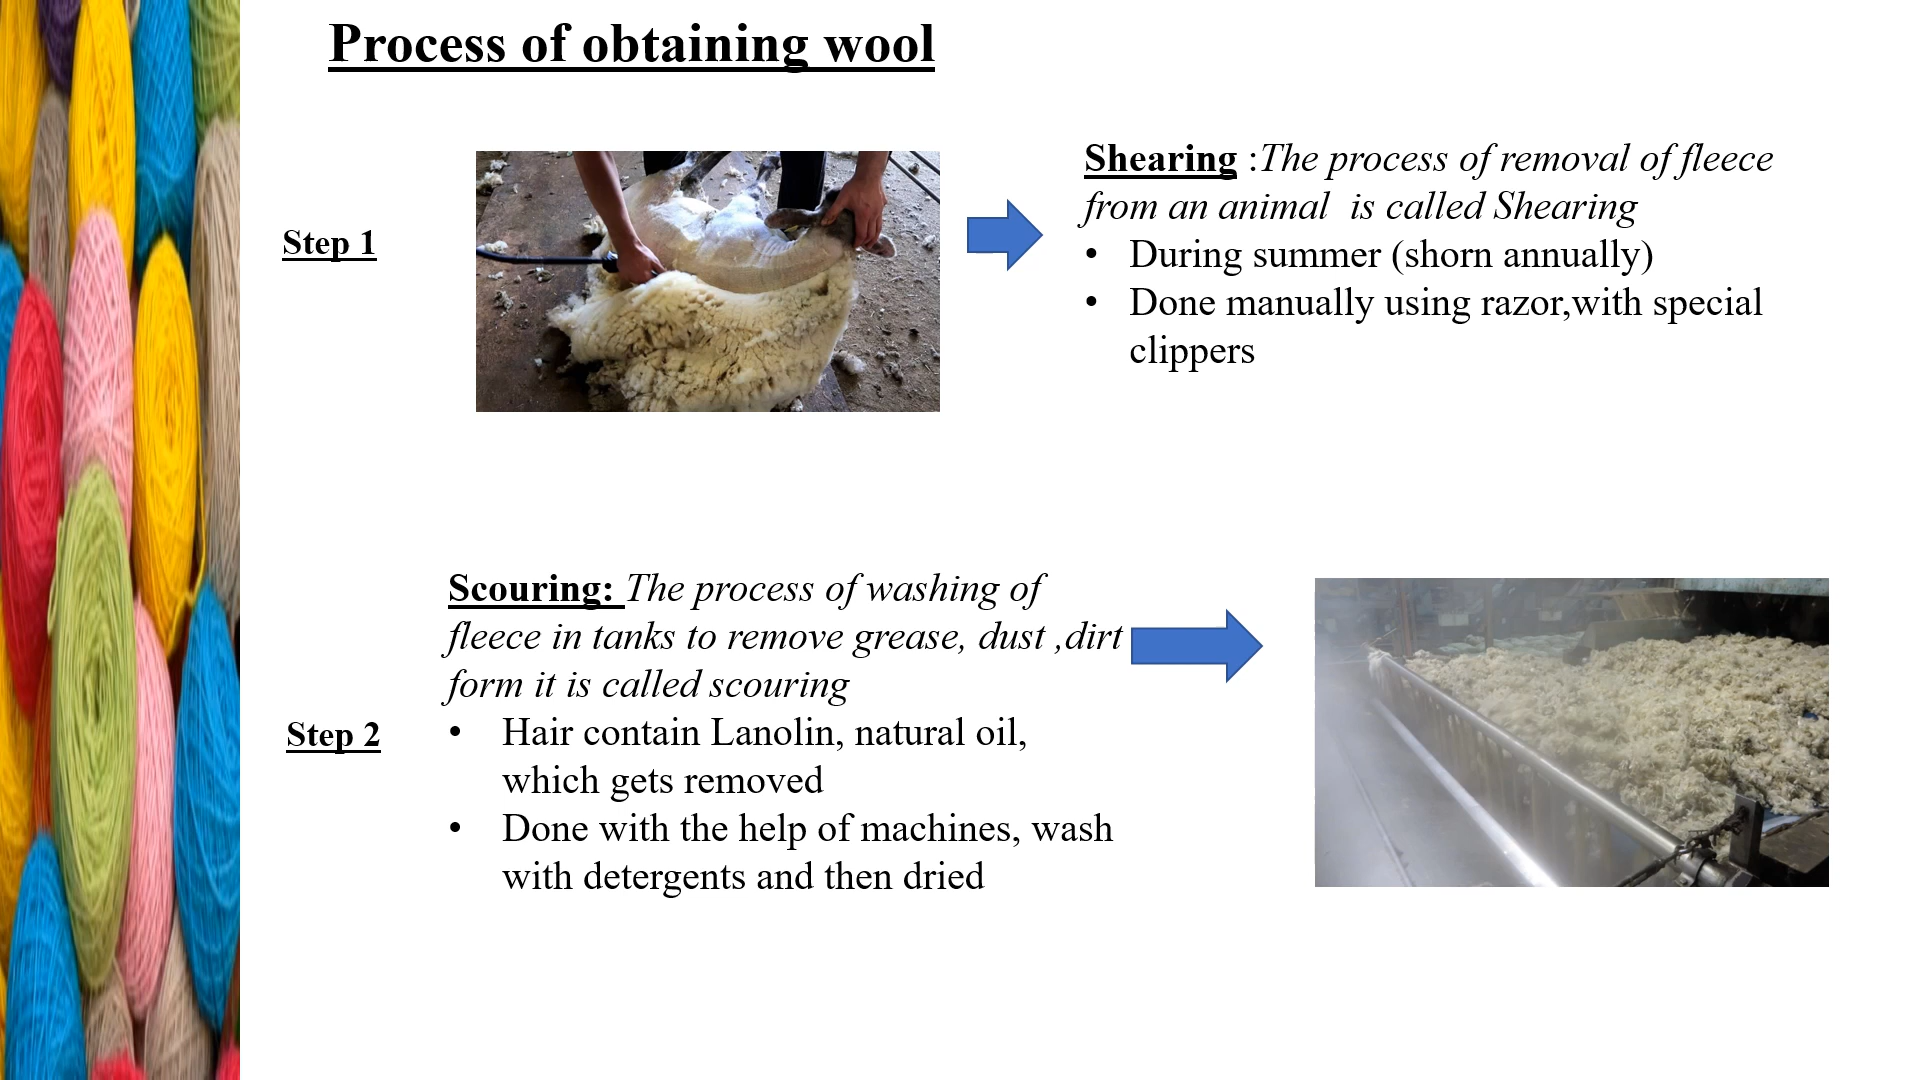 Process of obtaining wool
Step 1
Shearing :The process of removal of fleece
from an animal  is called Shearing
• During summer (shorn annually)
• Done manually using razor,with special
clippers
Scouring: The process of washing of
fleece in tanks to remove grease, dust ,dirt
form it is called scouring
Step 2
• Hair contain Lanolin, natural oil,
which gets removed
• Done with the help of machines, wash
with detergents and then dried